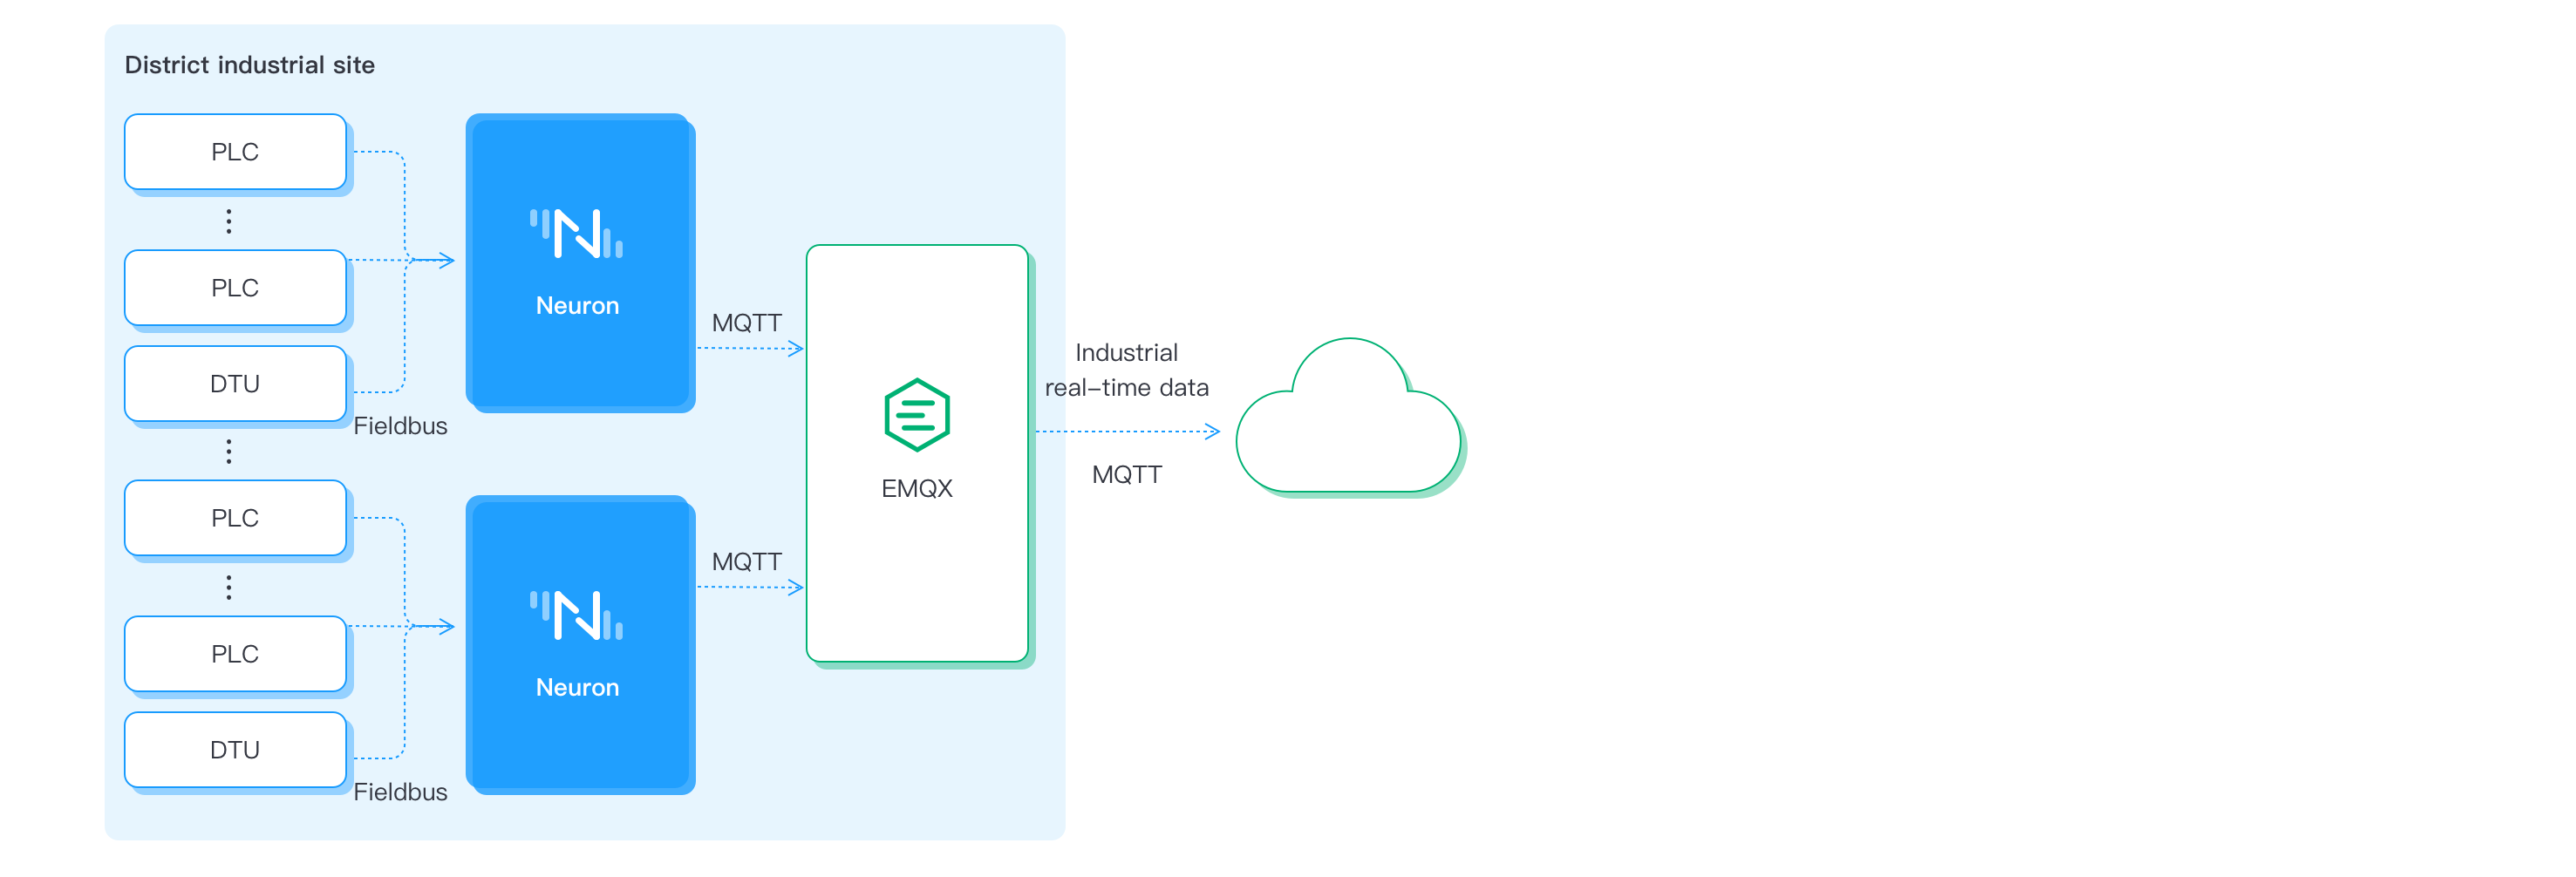 District industrial site
PLC
PLC
DTU
Fieldbus
PLC
PLC
DTU
Fieldbus
Neuron
Neuron
MQTT
MQTT
EMQX
Industrial
real-time data
MQTT